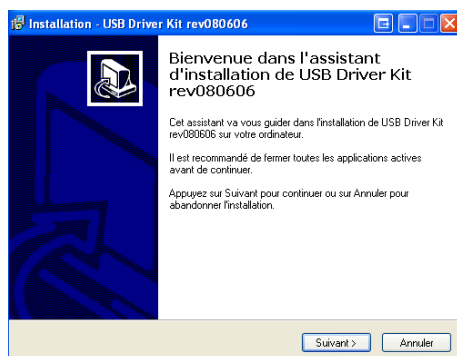 Installation - USB Driver Kit rev080606
Bienvenue dans l'assistant
d'installation de USB Driver Kit
rev080606
Cet assistant va vous guider dans l'installation de USB Driver Kit
rev080606 sur votre ordinateur.
Il est recommandé de fermer toutes les applications actives
avant de continuer.
Appuyez sur Suivant pour continuer ou sur Annuler pour
abandonner l'installation.
Suivant >
Annuler